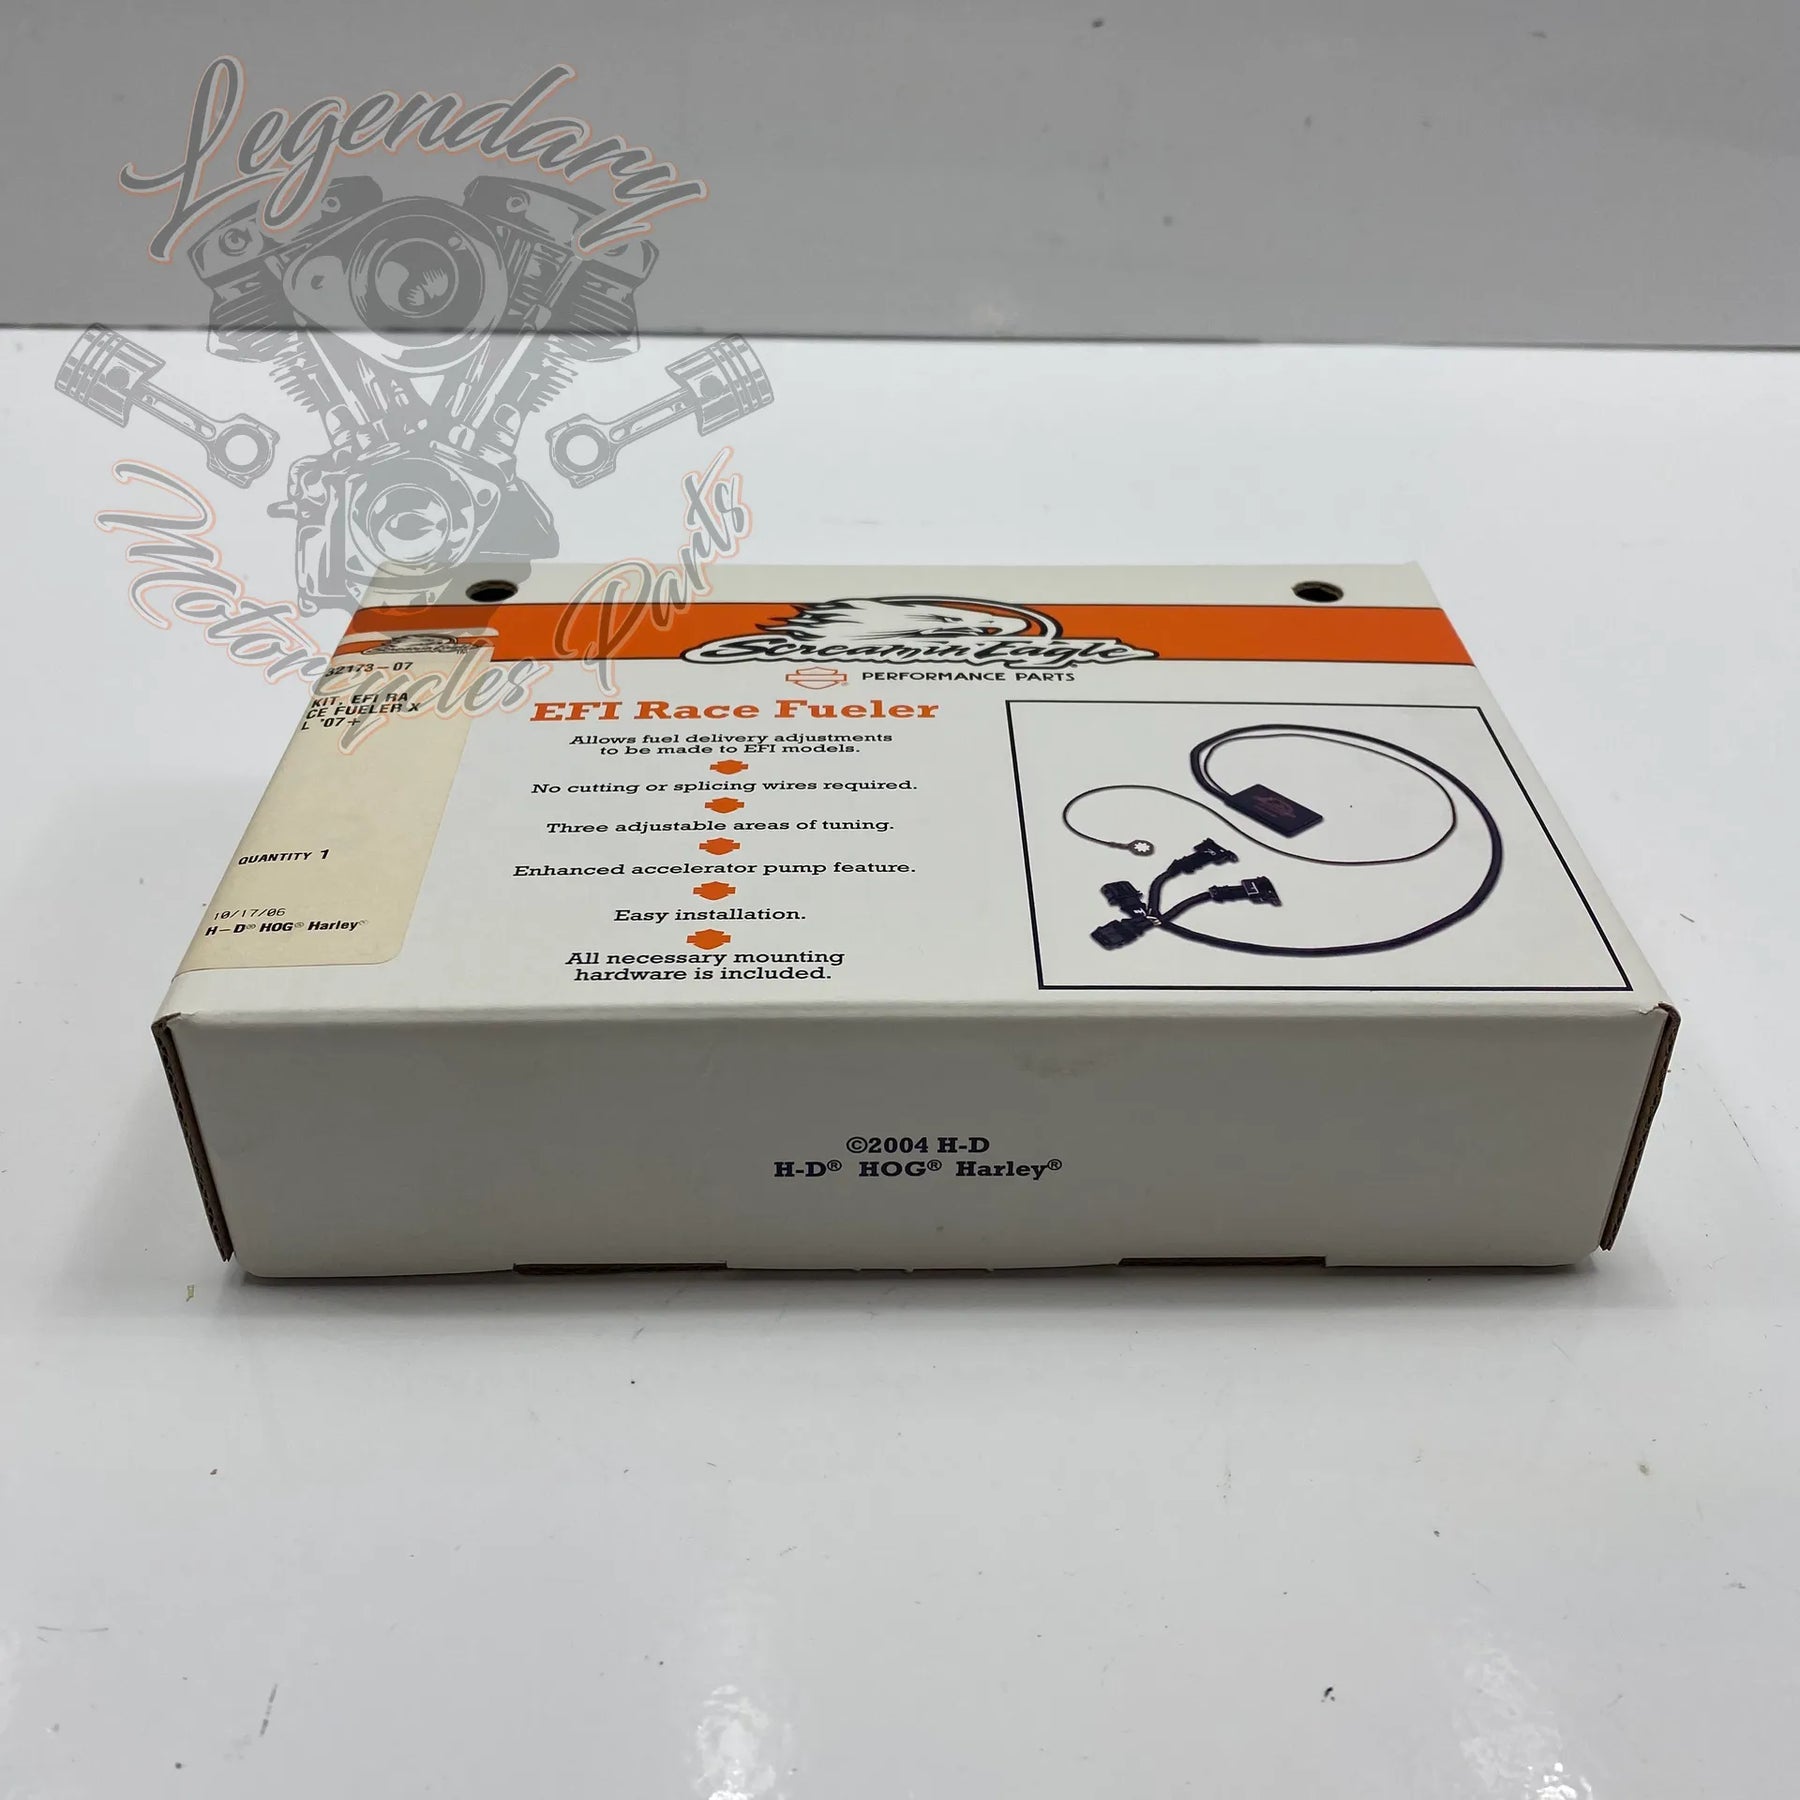 Legendary
Motorcycles Parts
Screamin' Eagle
PERFORMANCE PARTS
32173-07
KIT, EFI RA
CE FUELER X
L '07+
QUANTITY 1
10/17/06
H-D® HOG® Harley®
EFI Race Fueler
Allows fuel delivery adjustments
to be made to EFI models.
No cutting or splicing wires required.
Three adjustable areas of tuning.
Enhanced accelerator pump feature.
Easy installation.
All necessary mounting
hardware is included.
©2004 H-D
H-D® HOG® Harley®